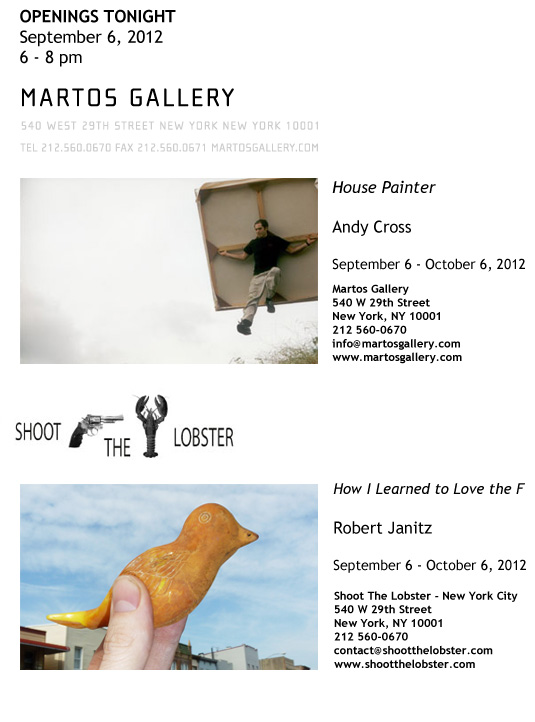 OPENINGS TONIGHT
September 6, 2012
6 - 8 pm
MARTOS GALLERY
540 WEST 29TH STREET NEW YORK NEW YORK 10001
TEL 212.560.0670 FAX 212.560.0671 MARTOSGALLERY.COM
House Painter
Andy Cross
September 6 - October 6, 2012
Martos Gallery
540 W 29th Street
New York, NY 10001
212 560-0670
info@martosgallery.com
www.martosgallery.com
SHOOT THE LOBSTER
How I Learned to Love the F
Robert Janitz
September 6 - October 6, 2012
Shoot The Lobster - New York City
540 W 29th Street
New York, NY 10001
212 560-0670
contact@shootthelobster.com
www.shootthelobster.com